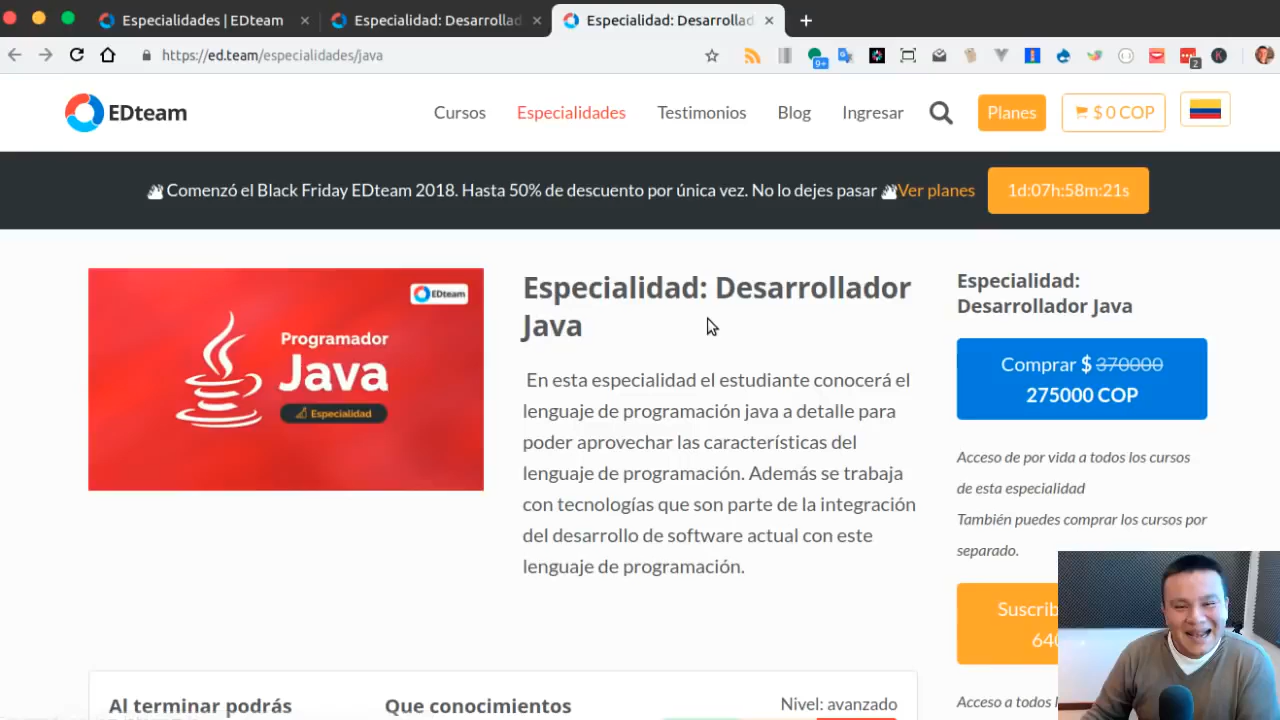 Especialidades | EDteam
Especialidad: Desarrollad
Especialidad: Desarrollad
https://ed.team/especialidades/java
9+
2
K
EDteam
Cursos
Especialidades
Testimonios
Blog
Ingresar
Planes
$ 0 COP
Comenzó el Black Friday EDteam 2018. Hasta 50% de descuento por única vez. No lo dejes pasar Ver planes
1d:07h:58m:21s
EDteam
Programador
Java
Especialidad
Especialidad: Desarrollador
Java
En esta especialidad el estudiante conocerá el
lenguaje de programación java a detalle para
poder aprovechar las características del
lenguaje de programación. Además se trabaja
con tecnologías que son parte de la integración
del desarrollo de software actual con este
lenguaje de programación.
Especialidad:
Desarrollador Java
Comprar $ 370000
275000 COP
Acceso de por vida a todos los cursos
de esta especialidad
También puedes comprar los cursos por
separado.
Suscrib
640
Acceso a todos l
Al terminar podrás
Que conocimientos
Nivel: avanzado